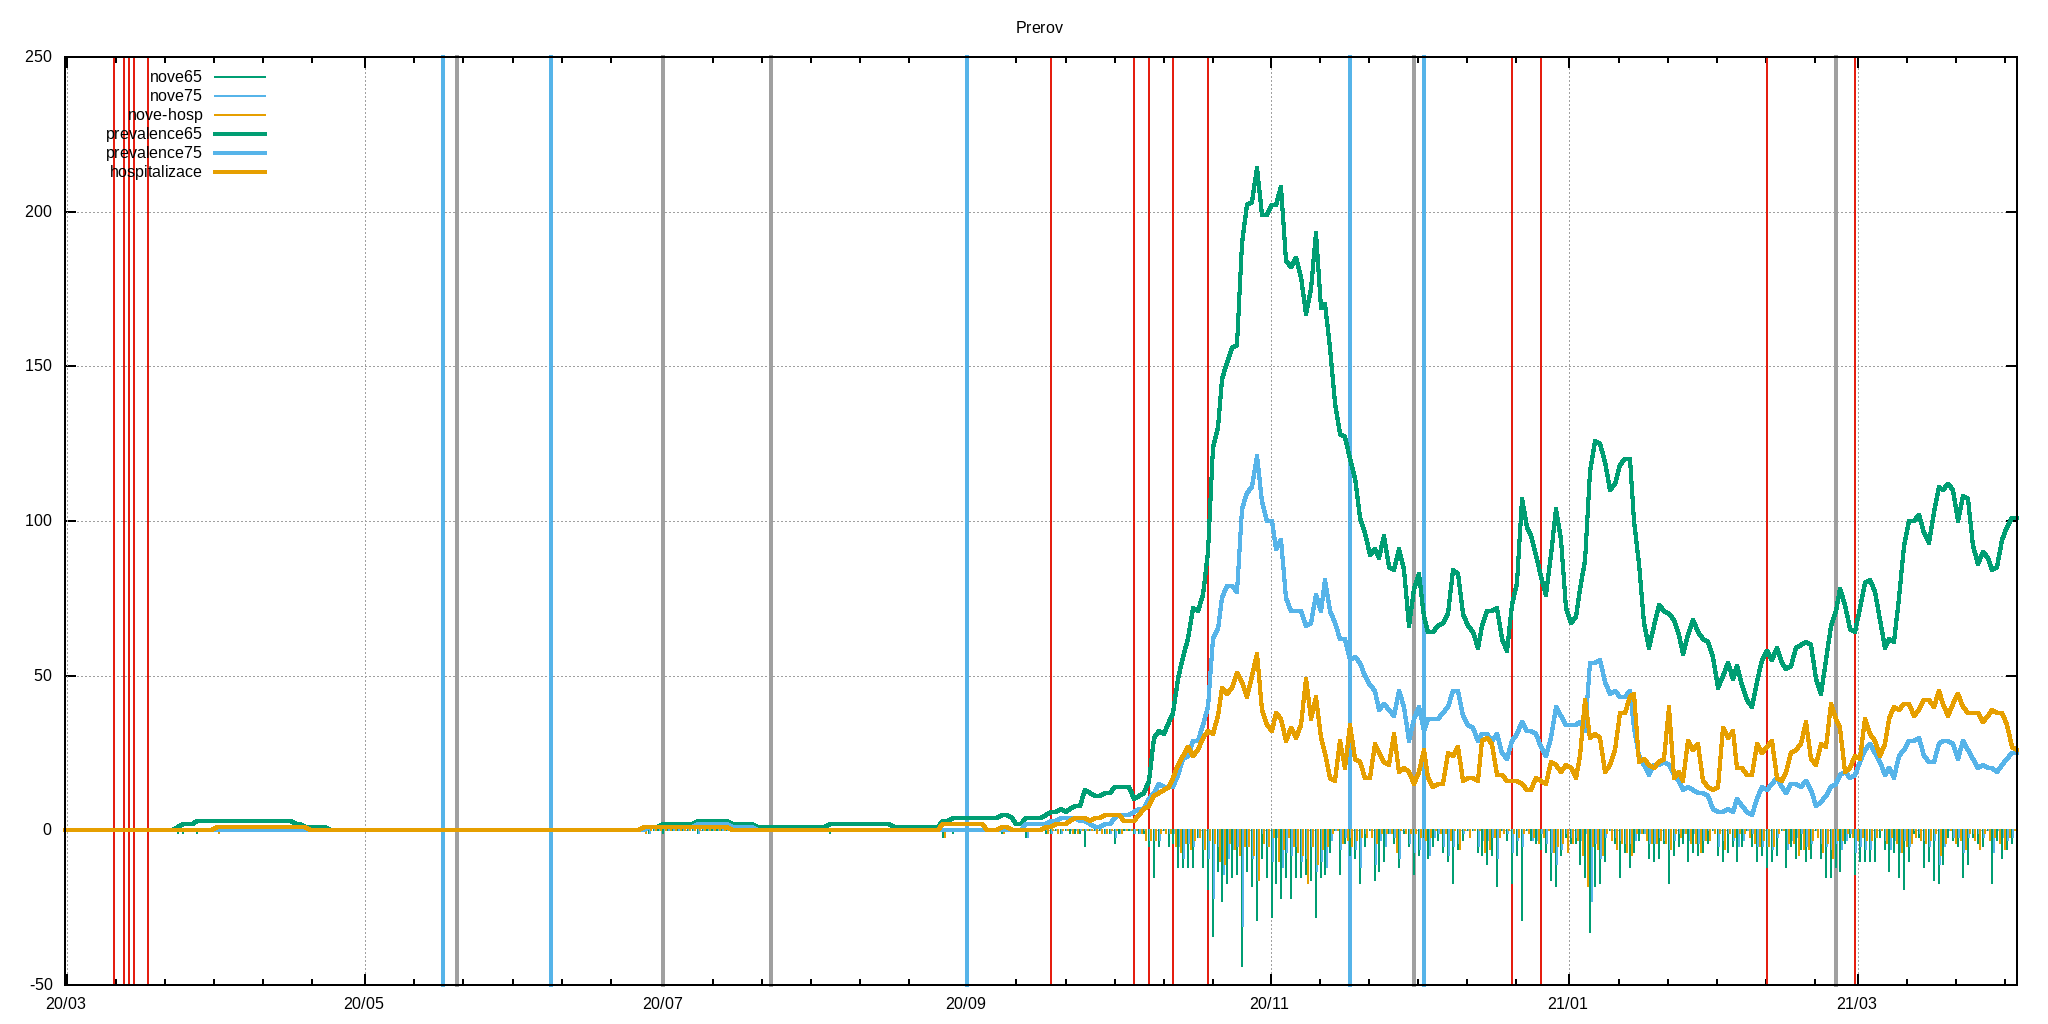 Prerov
250
200
150
100
50
0
-50
nove65
nove75
nove-hosp
prevalence65
prevalence75
hospitalizace
20/03 20/05 20/07 20/09 20/11 21/01 21/03